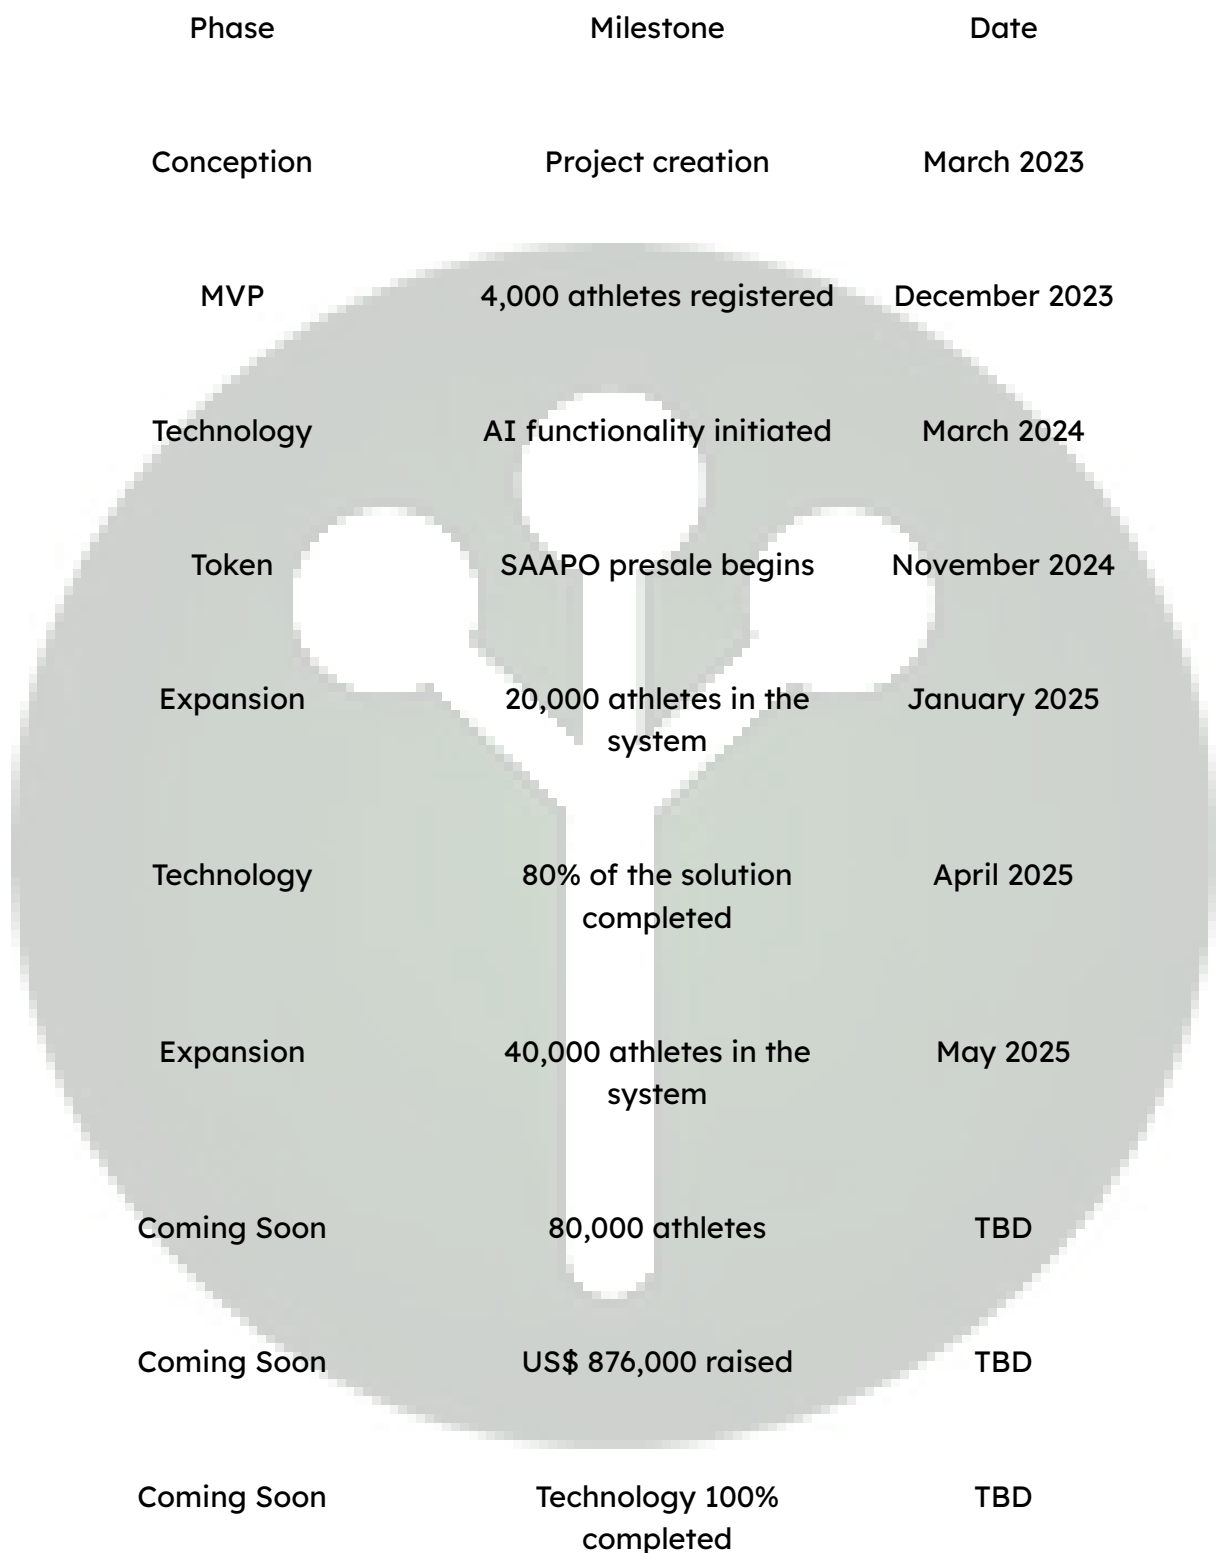 Phase Milestone Date
Conception Project creation March 2023
MVP 4,000 athletes registered December 2023
Technology AI functionality initiated March 2024
Token SAAPO presale begins November 2024
Expansion 20,000 athletes in the January 2025
system
Technology 80% of the solution April 2025
completed
Expansion 40,000 athletes in the May 2025
system
Coming Soon 80,000 athletes TBD
Coming Soon US$ 876,000 raised TBD
Coming Soon Technology 100% TBD
completed